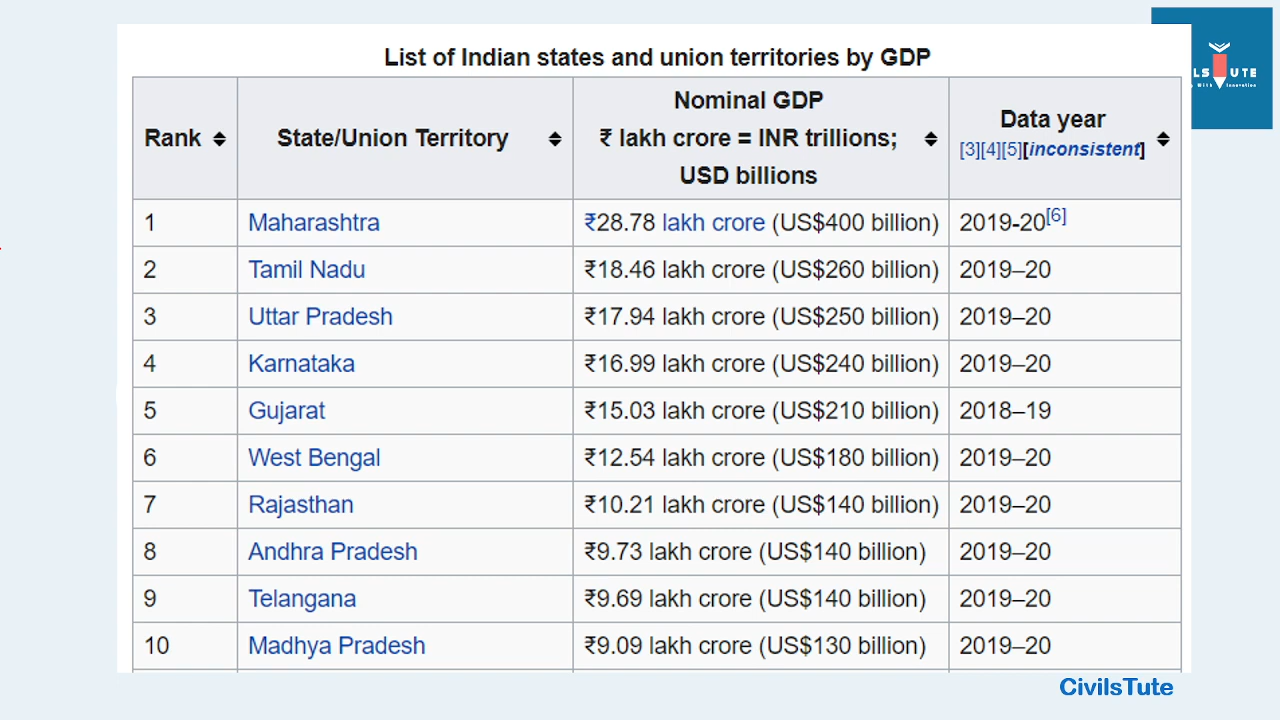 List of Indian states and union territories by GDP
Rank State/Union Territory Nominal GDP ₹ lakh crore = INR trillions; USD billions Data year [3][4][5][inconsistent]
1 Maharashtra ₹28.78 lakh crore (US$400 billion) 2019-20[6]
2 Tamil Nadu ₹18.46 lakh crore (US$260 billion) 2019–20
3 Uttar Pradesh ₹17.94 lakh crore (US$250 billion) 2019–20
4 Karnataka ₹16.99 lakh crore (US$240 billion) 2019–20
5 Gujarat ₹15.03 lakh crore (US$210 billion) 2018–19
6 West Bengal ₹12.54 lakh crore (US$180 billion) 2019–20
7 Rajasthan ₹10.21 lakh crore (US$140 billion) 2019–20
8 Andhra Pradesh ₹9.73 lakh crore (US$140 billion) 2019–20
9 Telangana ₹9.69 lakh crore (US$140 billion) 2019–20
10 Madhya Pradesh ₹9.09 lakh crore (US$130 billion) 2019–20
LS UTE
With Innovation
CivilsTute